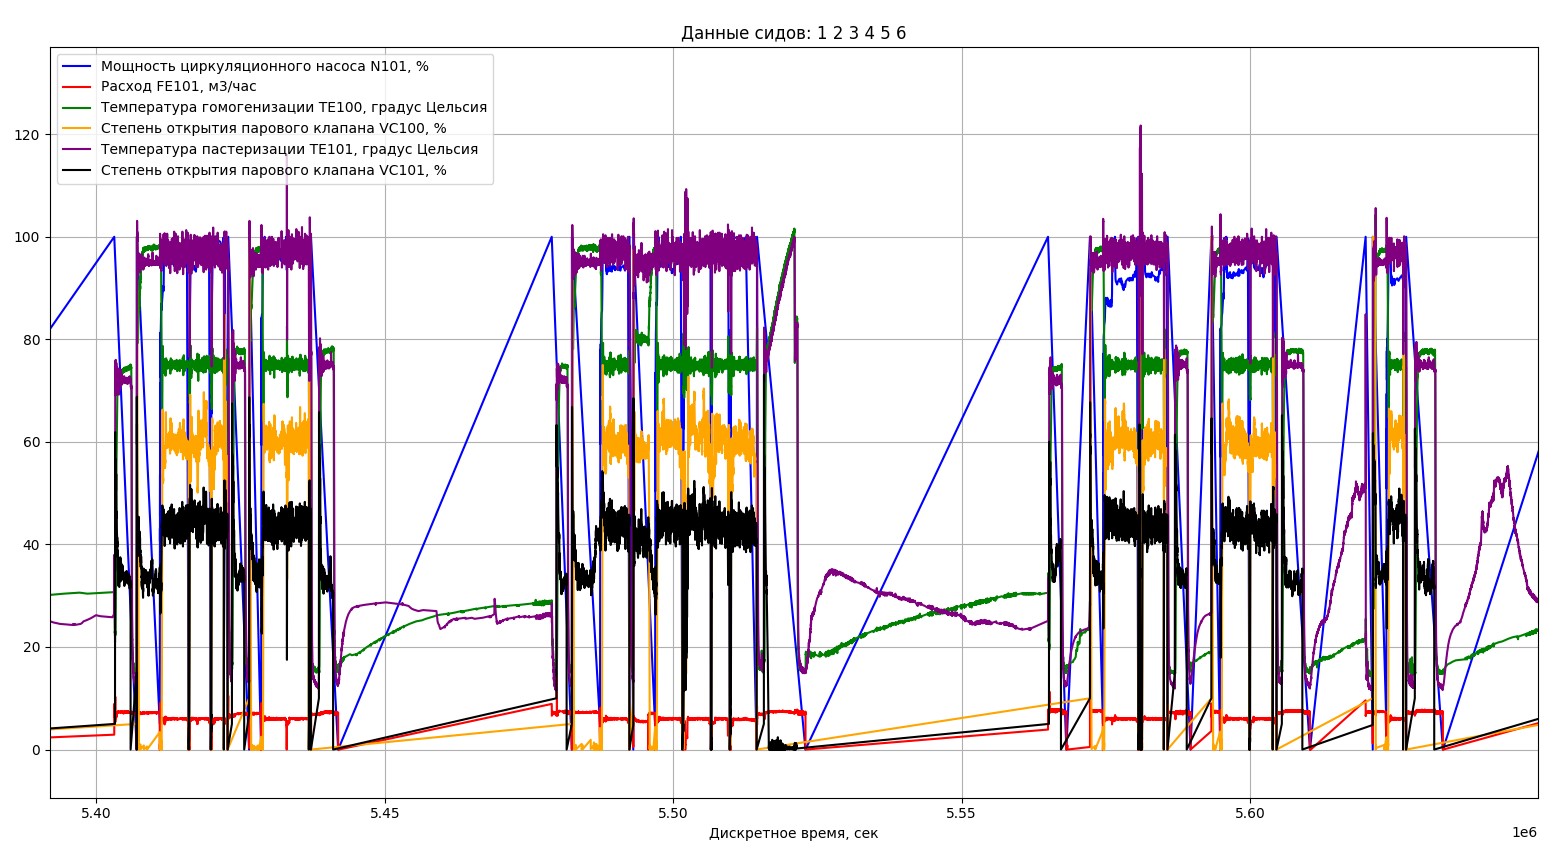 Данные сидов: 1 2 3 4 5 6
Мощность циркуляционного насоса N101, %
Расход FE101, м3/час
Температура гомогенизации TE100, градус Цельсия
Степень открытия парового клапана VC100, %
Температура пастеризации TE101, градус Цельсия
Степень открытия парового клапана VC101, %
120
100
80
60
40
20
0
5.40 5.45 5.50 5.55 5.60
1e6
Дискретное время, сек